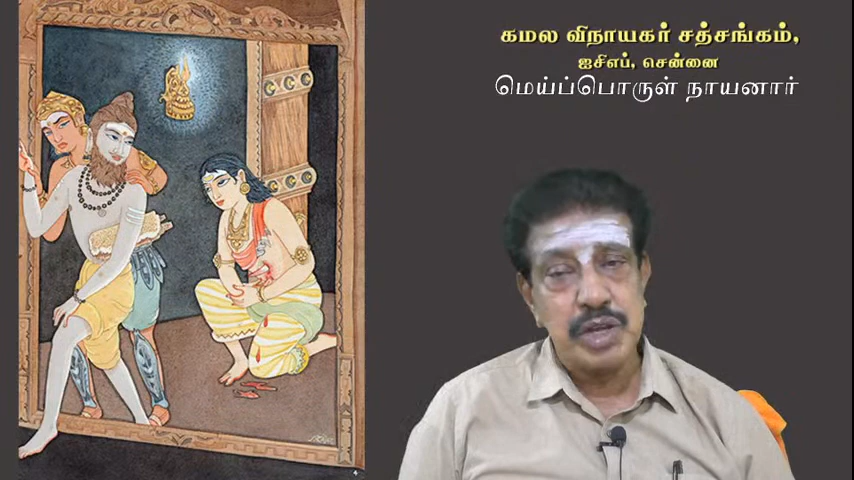 கமல விநாயகர் சத்சங்கம்,
ஐசிஎப், சென்னை
மெய்ப்பொருள் நாயனார்